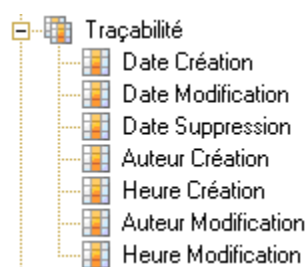 Traçabilité
Date Création
Date Modification
Date Suppression
Auteur Création
Heure Création
Auteur Modification
Heure Modification